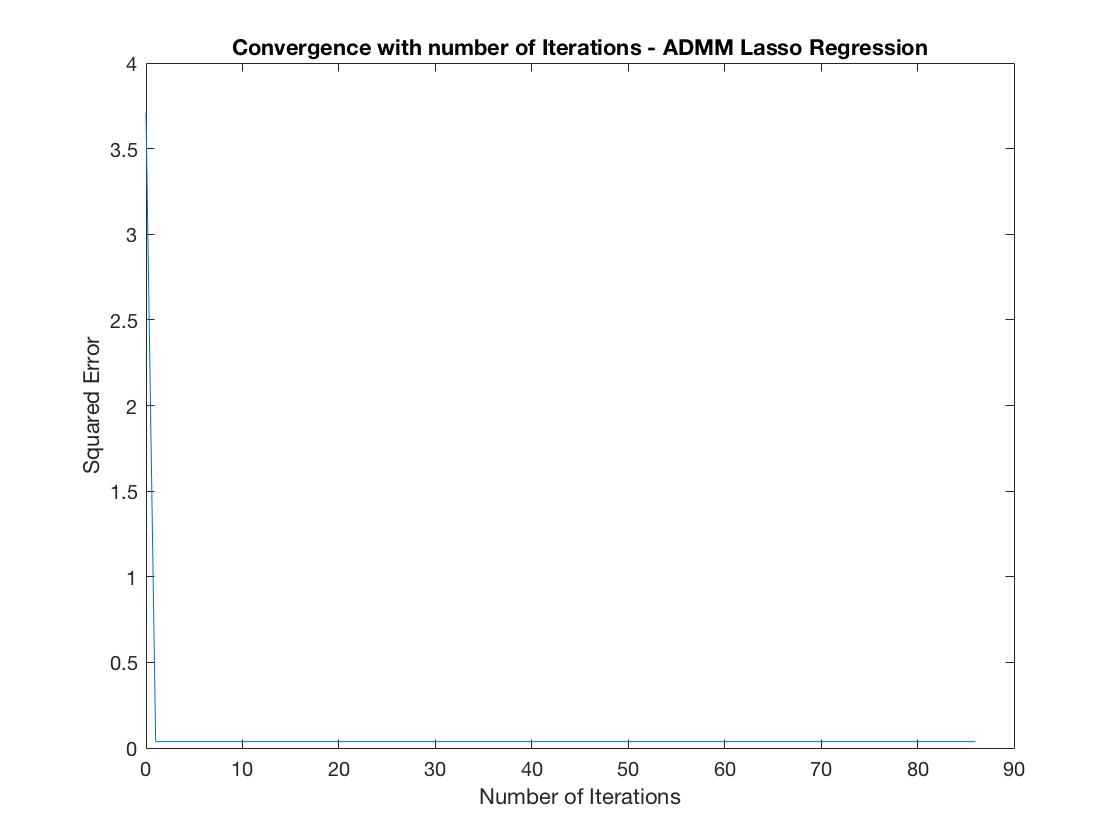 Convergence with number of Iterations - ADMM Lasso Regression
4
3.5
3
2.5
2
1.5
1
0.5
0
Squared Error
0 10 20 30 40 50 60 70 80 90
Number of Iterations